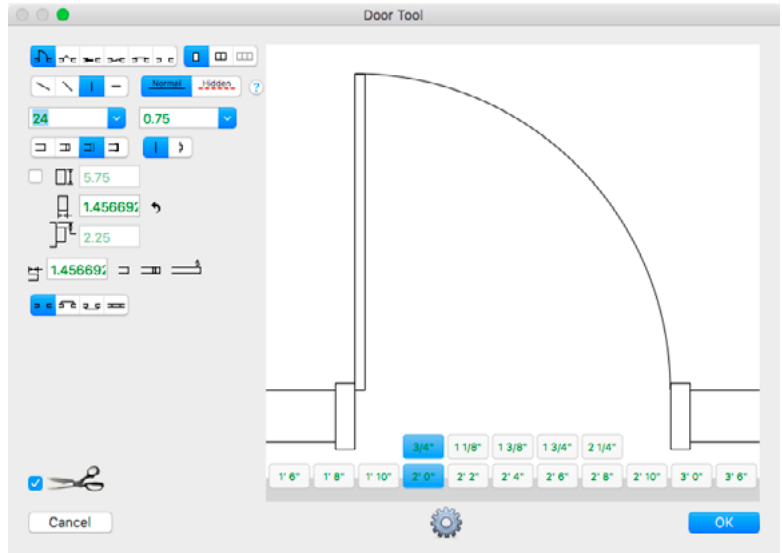 Door Tool
Normal Hidden ?
24 0.75
5.75
1.456692
2.25
1.456692
3/4" 1 1/8" 1 3/8" 1 3/4" 2 1/4"
1' 6" 1' 8" 1' 10" 2' 0" 2' 2" 2' 4" 2' 6" 2' 8" 2' 10" 3' 0" 3' 6"
Cancel OK